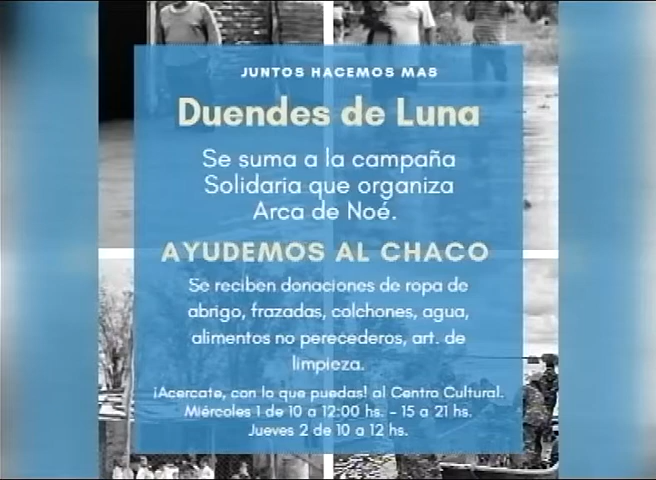 JUNTOS HACEMOS MAS
Duendes de Luna
Se suma a la campaña
Solidaria que organiza
Arca de Noé.
AYUDEMOS AL CHACO
Se reciben donaciones de ropa de
abrigo, frazadas, colchones, agua,
alimentos no perecederos, art. de
limpieza.
¡Acercate, con lo que puedas! al Centro Cultural.
Miércoles 1 de 10 a 12:00 hs. - 15 a 21 hs.
Jueves 2 de 10 a 12 hs.